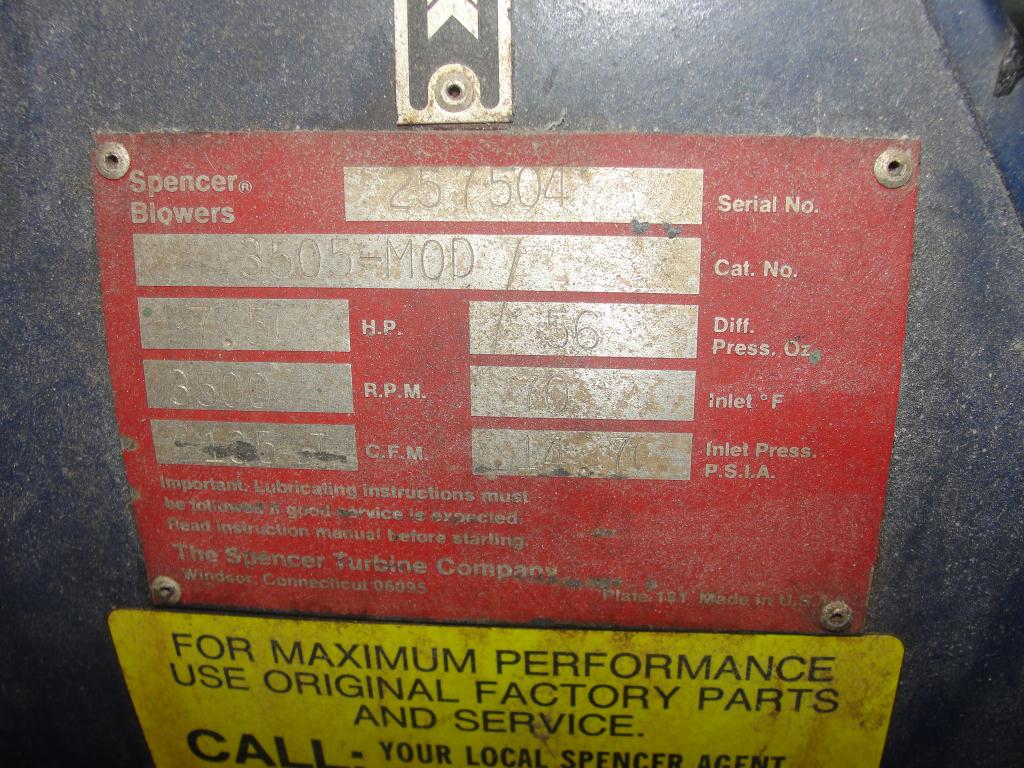 Spencer®
Blowers
257504 Serial No.
3505-MOD / Cat. No.
H.P.
/ 56 Diff.
Press. Oz.
3500 R.P.M.
70 Inlet °F
C.F.M.
14.7 Inlet Press.
P.S.I.A.
Important: Lubricating instructions must
be followed if good service is expected.
Read instruction manual before starting.
The Spencer Turbine Company
Windsor, Connecticut 06095
Plate 181 Made in U.S.A.
FOR MAXIMUM PERFORMANCE
USE ORIGINAL FACTORY PARTS
AND SERVICE.
CALL: YOUR LOCAL SPENCER AGENT